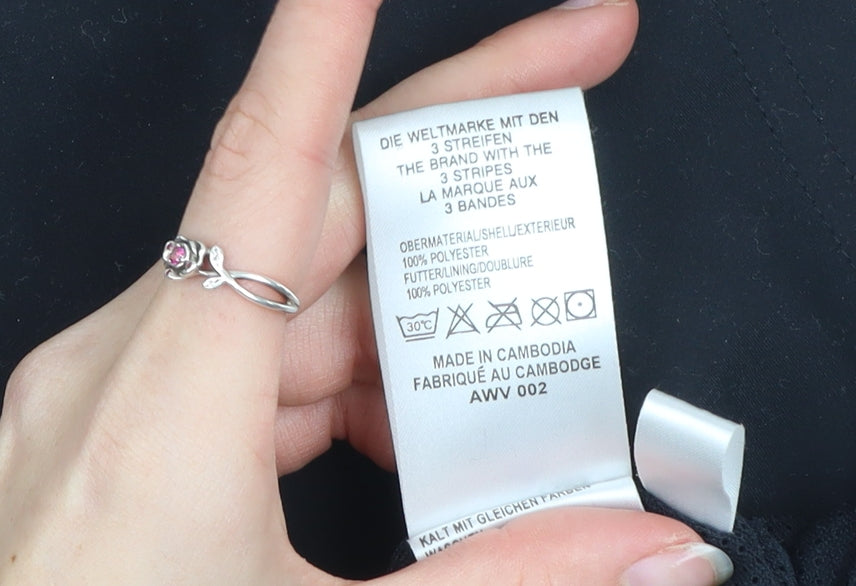 DIE WELTMARKE MIT DEN
3 STREIFEN
THE BRAND WITH THE
3 STRIPES
LA MARQUE AUX
3 BANDES
OBERMATERIAL/SHELL/EXTERIEUR
100% POLYESTER
FUTTER/LINING/DOUBLURE
100% POLYESTER
30°C
MADE IN CAMBODIA
FABRIQUÉ AU CAMBODGE
AWV 002
KALT MIT GLEICHEN FARBEN